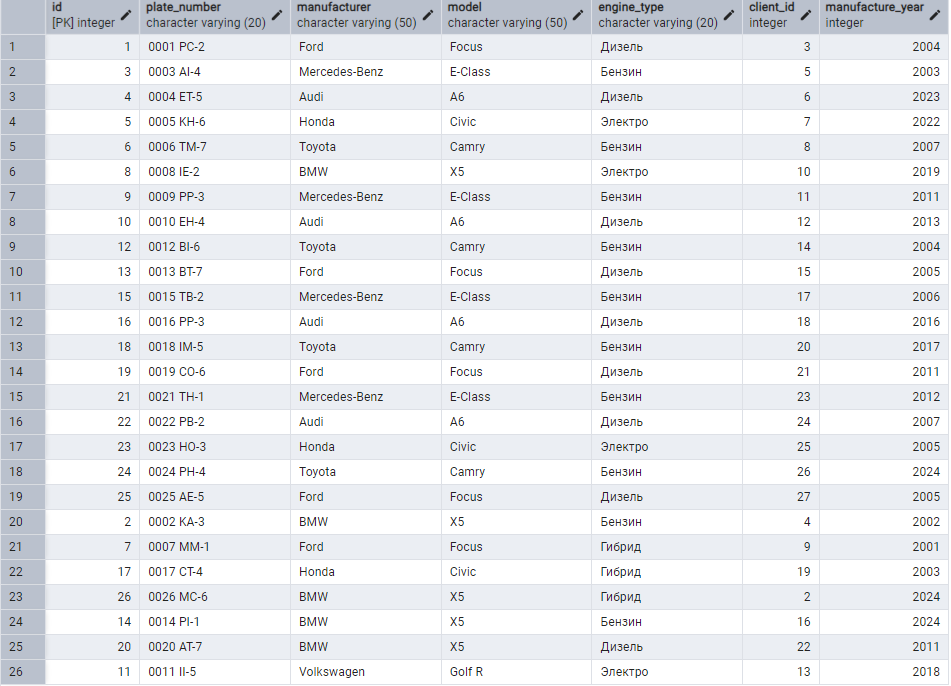 id plate_number manufacturer model engine_type client_id manufacture_year
[PK] integer character varying (20) character varying (50) character varying (50) character varying (20) integer integer
1 1 0001 PC-2 Ford Focus Дизель 3 2004
2 3 0003 AI-4 Mercedes-Benz E-Class Бензин 5 2003
3 4 0004 ET-5 Audi A6 Дизель 6 2023
4 5 0005 KH-6 Honda Civic Электро 7 2022
5 6 0006 TM-7 Toyota Camry Бензин 8 2007
6 8 0008 IE-2 BMW X5 Электро 10 2019
7 9 0009 PP-3 Mercedes-Benz E-Class Бензин 11 2011
8 10 0010 EH-4 Audi A6 Дизель 12 2013
9 12 0012 BI-6 Toyota Camry Бензин 14 2004
10 13 0013 BT-7 Ford Focus Дизель 15 2005
11 15 0015 TB-2 Mercedes-Benz E-Class Бензин 17 2006
12 16 0016 PP-3 Audi A6 Дизель 18 2016
13 18 0018 IM-5 Toyota Camry Бензин 20 2017
14 19 0019 CO-6 Ford Focus Дизель 21 2011
15 21 0021 TH-1 Mercedes-Benz E-Class Бензин 23 2012
16 22 0022 PB-2 Audi A6 Дизель 24 2007
17 23 0023 HO-3 Honda Civic Электро 25 2005
18 24 0024 PH-4 Toyota Camry Бензин 26 2024
19 25 0025 AE-5 Ford Focus Дизель 27 2005
20 2 0002 KA-3 BMW X5 Бензин 4 2002
21 7 0007 MM-1 Ford Focus Гибрид 9 2001
22 17 0017 CT-4 Honda Civic Гибрид 19 2003
23 26 0026 MC-6 BMW X5 Гибрид 2 2024
24 14 0014 PI-1 BMW X5 Бензин 16 2024
25 20 0020 AT-7 BMW X5 Дизель 22 2011
26 11 0011 II-5 Volkswagen Golf R Электро 13 2018